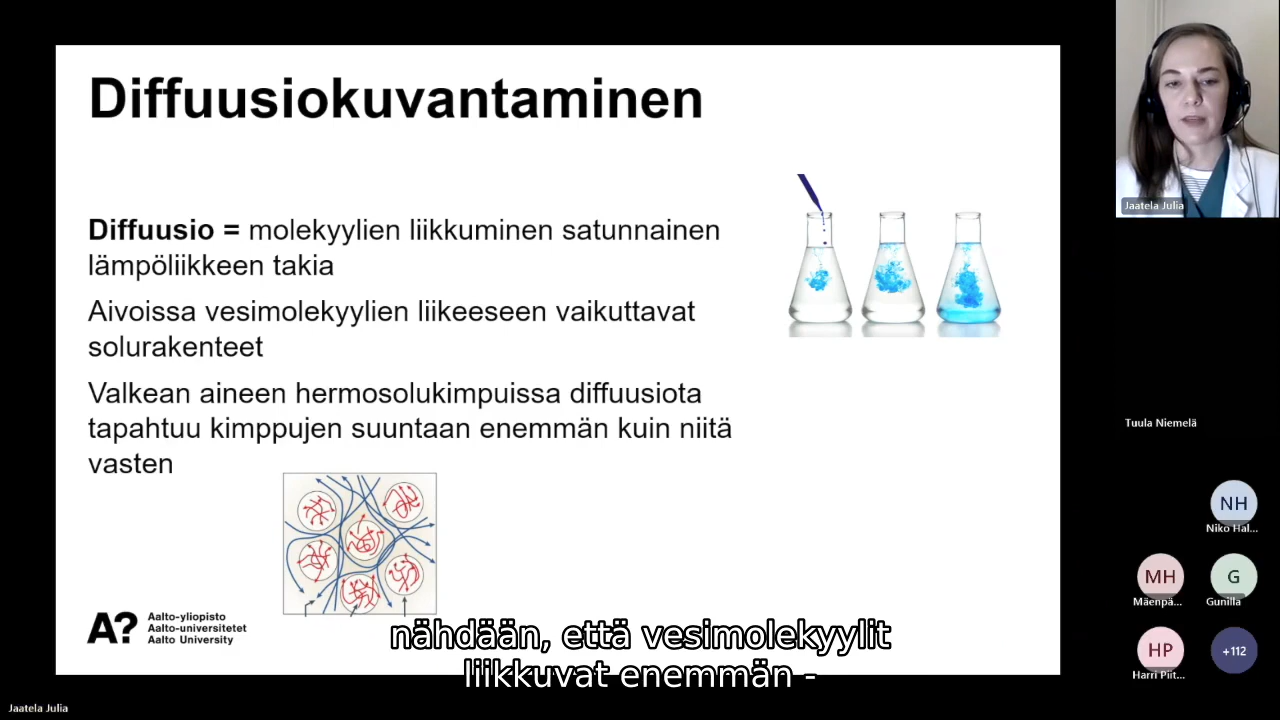 Diffuusiokuvantaminen
Diffuusio = molekyylien liikkuminen satunnainen
lämpöliikkeen takia
Aivoissa vesimolekyylien liikeeseen vaikuttavat
solurakenteet
Valkean aineen hermosolukimpuissa diffuusiota
tapahtuu kimppujen suuntaan enemmän kuin niitä
vasten
A?
Aalto-yliopisto
Aalto-universitetet
Aalto University
nähdään, että vesimolekyylit
liikkuvat enemmän -
Jaatela Julia
Tuula Niemelä
NH
Niko Hal...
MH
Mäenpä...
G
Gunilla
HP
Harri Piit...
+112
Jaatela Julia